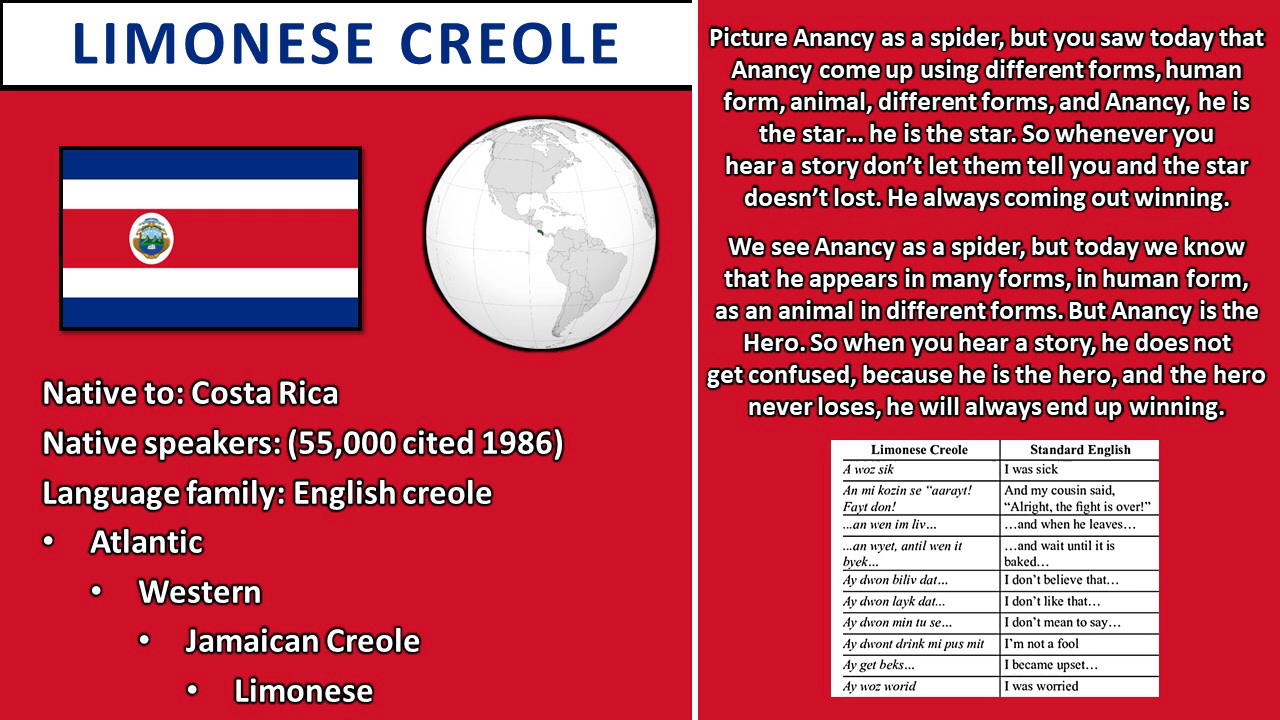 LIMONESE CREOLE
Native to: Costa Rica
Native speakers: (55,000 cited 1986)
Language family: English creole
• Atlantic
• Western
• Jamaican Creole
• Limonese
Picture Anancy as a spider, but you saw today that
Anancy come up using different forms, human
form, animal, different forms, and Anancy, he is
the star... he is the star. So whenever you
hear a story don’t let them tell you and the star
doesn’t lost. He always coming out winning.
We see Anancy as a spider, but today we know
that he appears in many forms, in human form,
as an animal in different forms. But Anancy is the
Hero. So when you hear a story, he does not
get confused, because he is the hero, and the hero
never loses, he will always end up winning.
Limonese Creole Standard English
A woz sik I was sick
An mi kozin se “aarayt! And my cousin said,
Fayt don! “Alright, the fight is over!”
...an wen im liv... …and when he leaves…
...an wyet, antil wen it …and wait until it is
byek... baked…
Ay dwon biliv dat... I don’t believe that…
Ay dwon layk dat... I don’t like that…
Ay dwon min tu se... I don’t mean to say…
Ay dwont drink mi pus mit I’m not a fool
Ay get beks... I became upset…
Ay woz worid I was worried